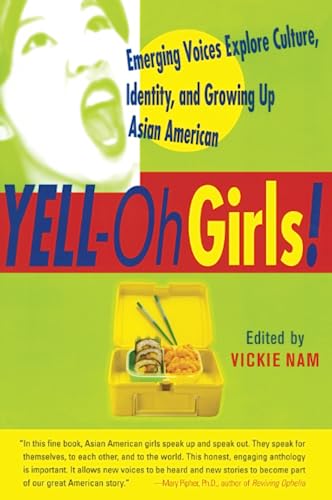 Emerging Voices Explore Culture,
Identity, and Growing Up
Asian American
YELL-Oh Girls!
Edited by
VICKIE NAM
"In this fine book, Asian American girls speak up and speak out. They speak for
themselves, to each other, and to the world. This honest, engaging anthology
is important. It allows new voices to be heard and new stories to become part
of our great American story." —Mary Pipher, Ph.D., author of Reviving Ophelia